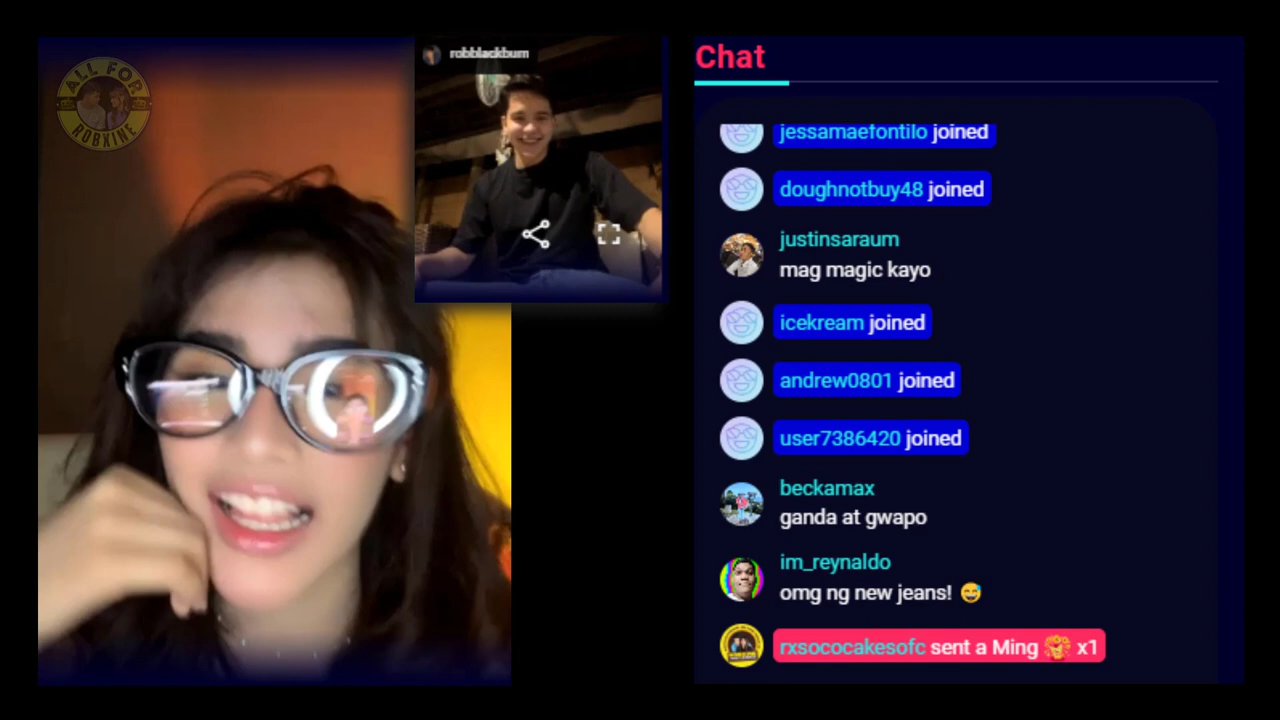 ALL FOR
ROBXINE
robblackburn
Chat
jessamaefontilo joined
doughnotbuy48 joined
justinsaraum
mag magic kayo
icekream joined
andrew0801 joined
user7386420 joined
beckamax
ganda at gwapo
im_reynaldo
omg ng new jeans! 😅
rxsococakesofc sent a Ming x1